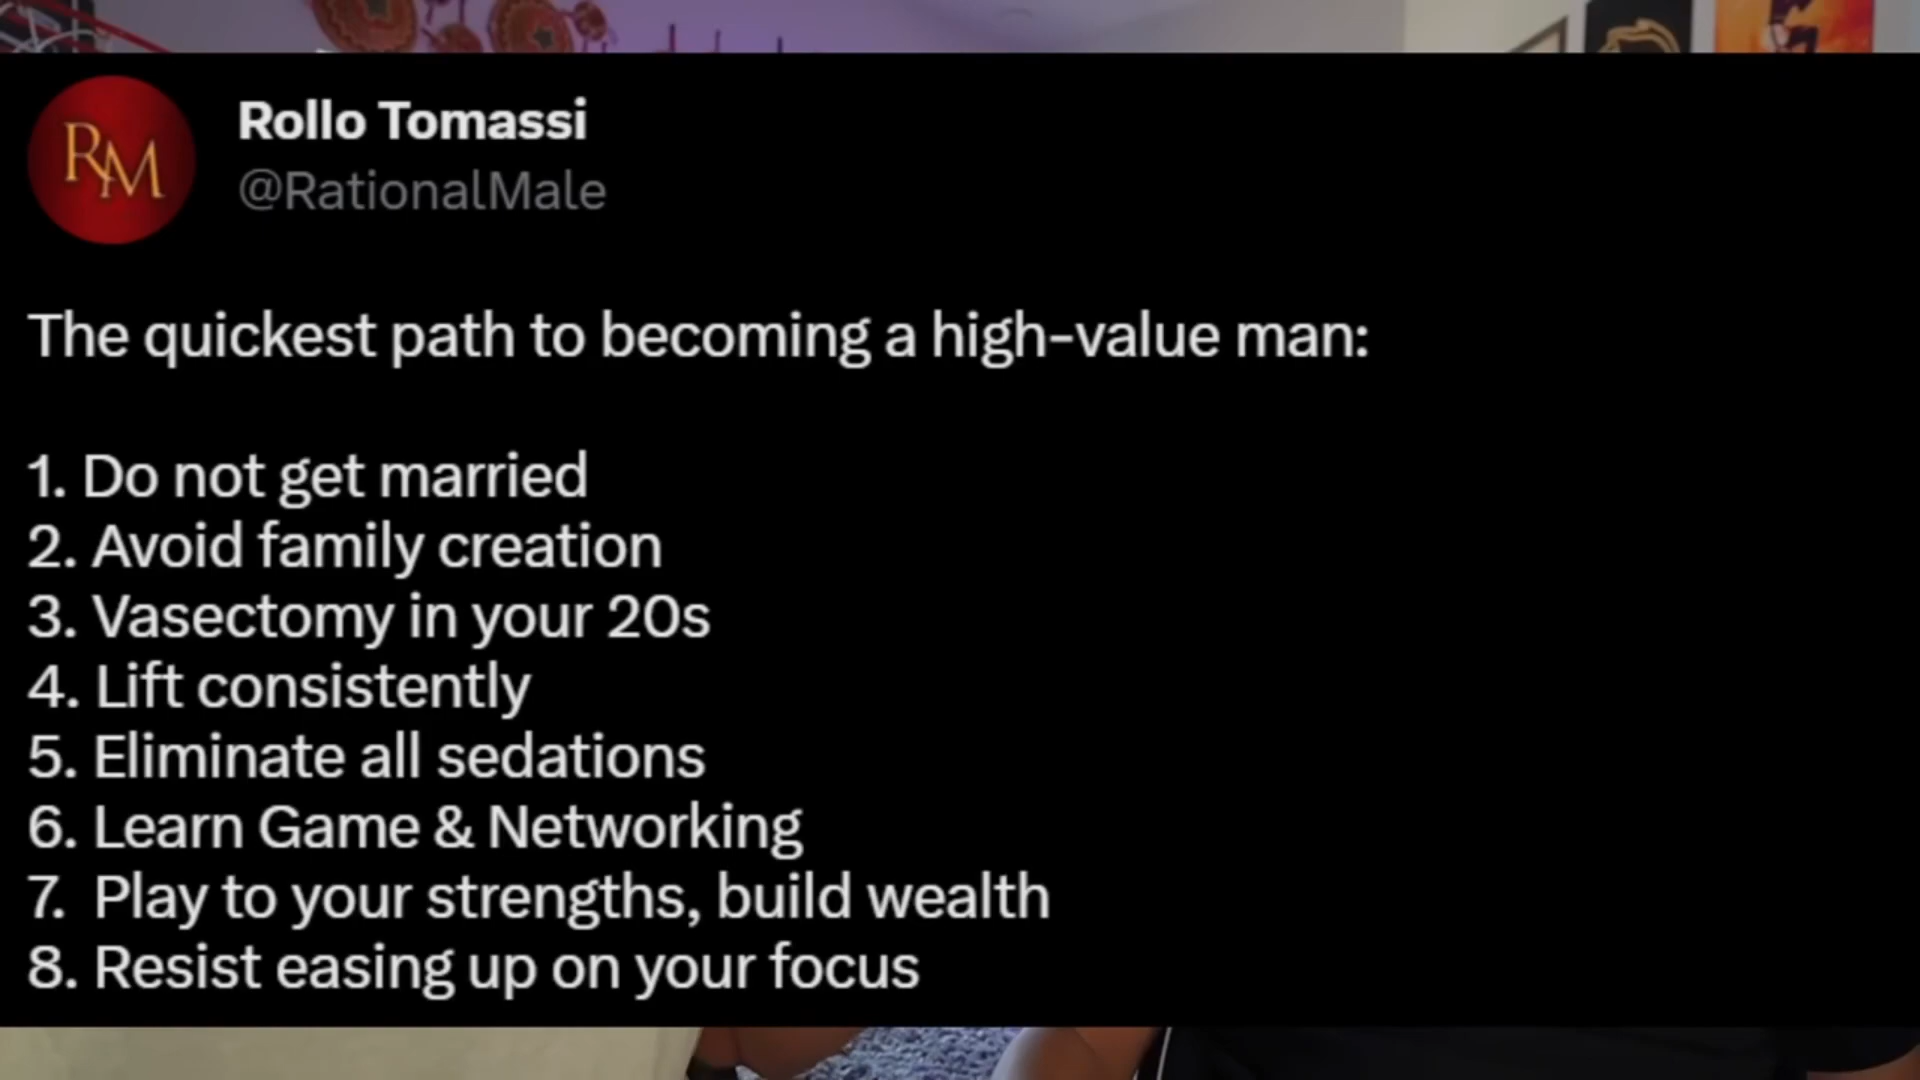 RM
Rollo Tomassi
@RationalMale
The quickest path to becoming a high-value man:
1. Do not get married
2. Avoid family creation
3. Vasectomy in your 20s
4. Lift consistently
5. Eliminate all sedations
6. Learn Game & Networking
7. Play to your strengths, build wealth
8. Resist easing up on your focus